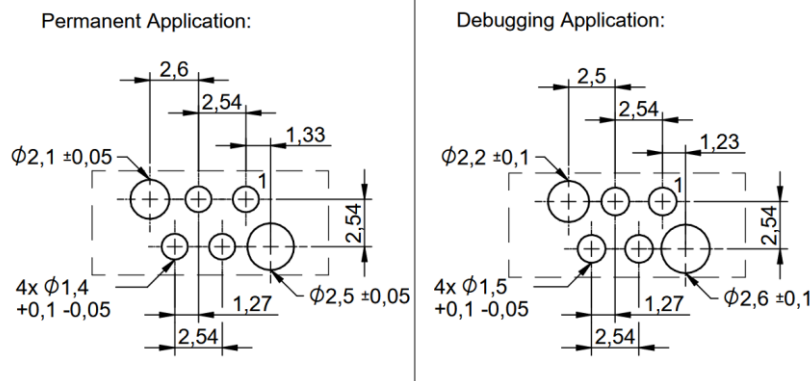 Permanent Application:
2,6
2,54
1,33
ϕ2,1 ±0,05
1
2,54
4x ϕ1,4
+0,1 -0,05
1,27
ϕ2,5 ±0,05
2,54
Debugging Application:
2,5
2,54
1,23
ϕ2,2 ±0,1
1
2,54
4x ϕ1,5
+0,1 -0,05
1,27
ϕ2,6 ±0,1
2,54